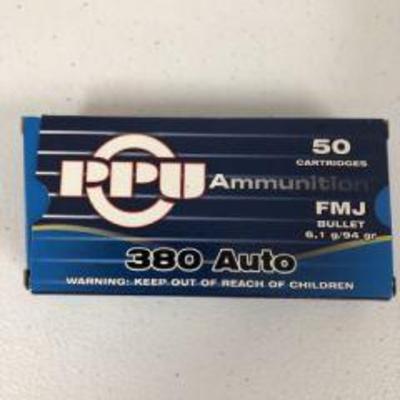 50
CARTRIDGES
PPU Ammunition
FMJ
BULLET
6,1 g/94 gr
380 Auto
WARNING: KEEP OUT OF REACH OF CHILDREN